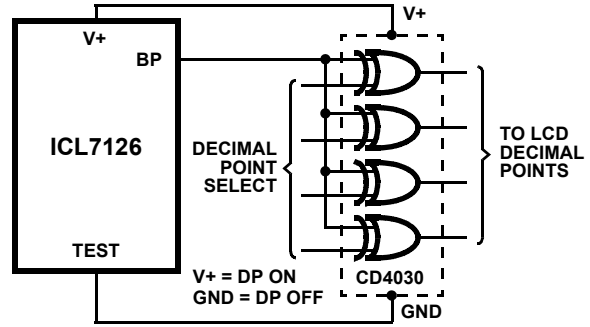 V+
V+
BP
ICL7126
DECIMAL
POINT
SELECT
TO LCD
DECIMAL
POINTS
TEST
V+ = DP ON
GND = DP OFF
CD4030
GND